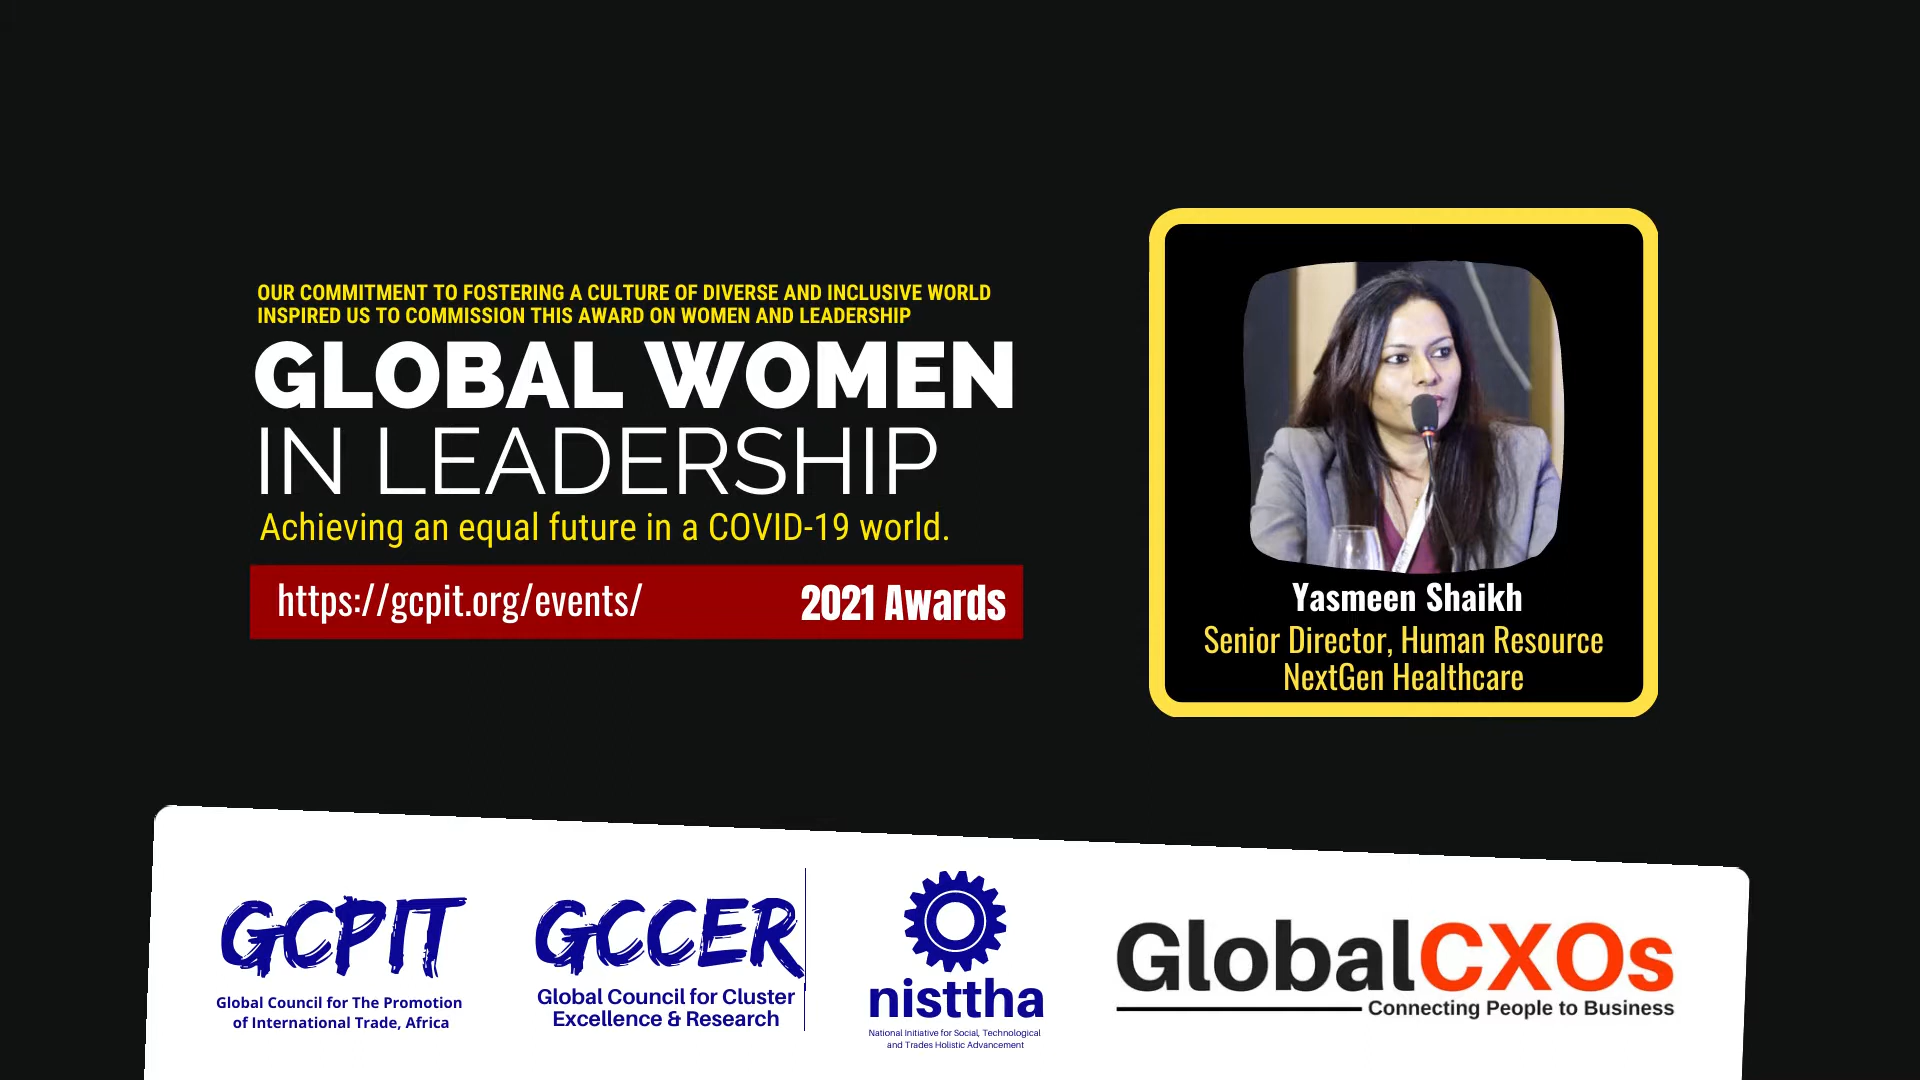 OUR COMMITMENT TO FOSTERING A CULTURE OF DIVERSE AND INCLUSIVE WORLD
INSPIRED US TO COMMISSION THIS AWARD ON WOMEN AND LEADERSHIP
GLOBAL WOMEN
IN LEADERSHIP
Achieving an equal future in a COVID-19 world.
https://gcpit.org/events/ 2021 Awards
Yasmeen Shaikh
Senior Director, Human Resource
NextGen Healthcare
GCPIT
Global Council for The Promotion
of International Trade, Africa
GCCER
Global Council for Cluster
Excellence & Research
nisttha
National Initiative for Social, Technological
and Trades Holistic Advancement
GlobalCXOs
Connecting People to Business